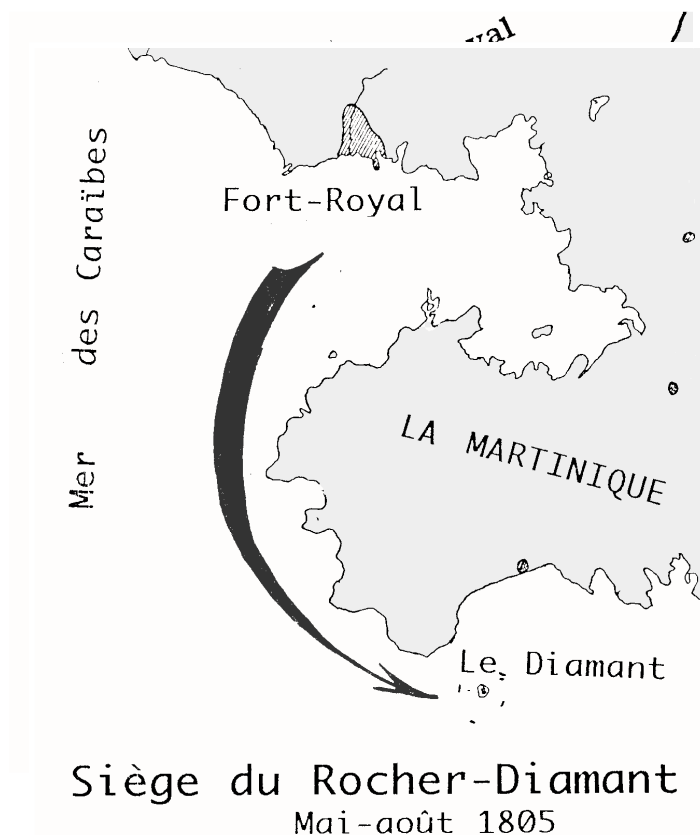 Fort-Royal
Mer des Caraïbes
LA MARTINIQUE
Le Diamant
Siège du Rocher-Diamant
Mai-août 1805